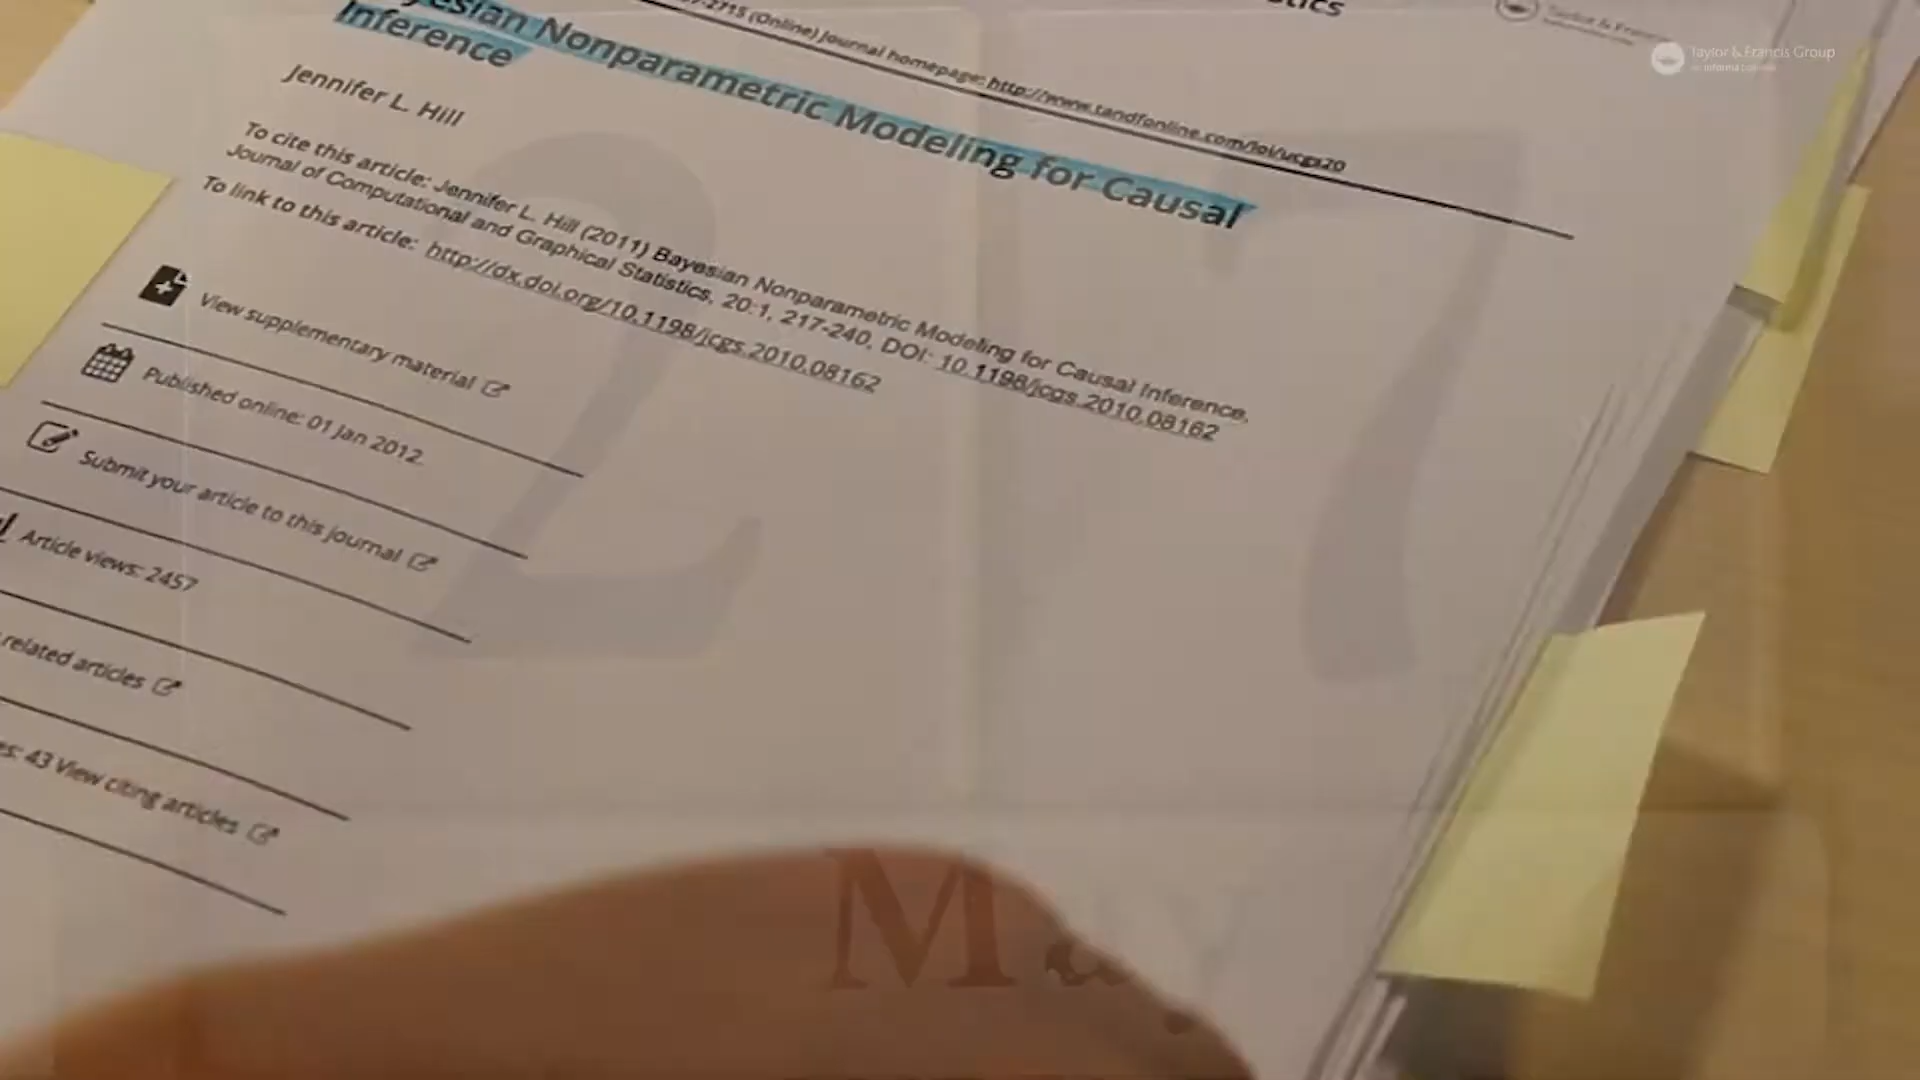 Taylor & Francis Group
Nonparametric Modeling for Causal
Inference
Jennifer L. Hill
(Online) Journal homepage: http://www.tandfonline.com/loi/ucgs20
To cite this article: Jennifer L. Hill (2011) Bayesian Nonparametric Modeling for Causal Inference,
Journal of Computational and Graphical Statistics, 20:1, 217-240, DOI: 10.1198/jcgs.2010.08162
To link to this article: http://dx.doi.org/10.1198/jcgs.2010.08162
View supplementary material
Published online: 01 Jan 2012.
Submit your article to this journal
Article views: 2457
related articles
43 View citing articles
27
May